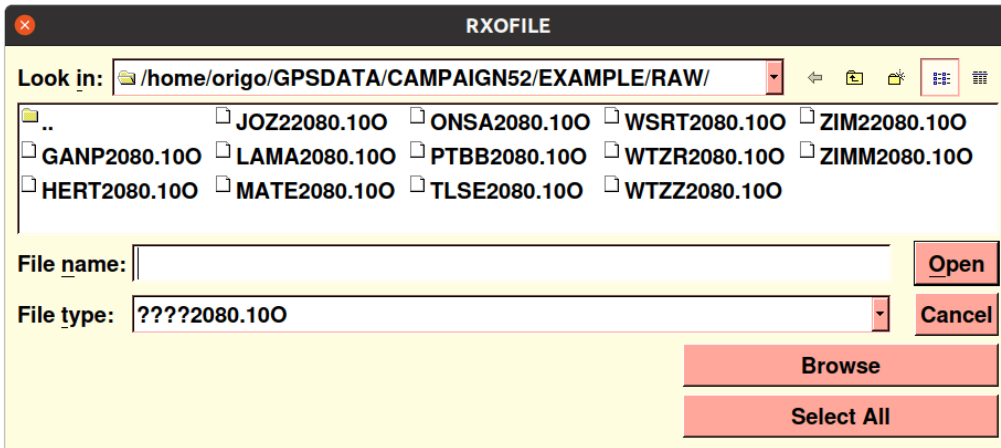 RXOFILE
Look in: /home/origo/GPSDATA/CAMPAIGN52/EXAMPLE/RAW/
.. JOZ22080.10O ONSA2080.10O WSRT2080.10O ZIM22080.10O
GANP2080.10O LAMA2080.10O PTBB2080.10O WTZR2080.10O ZIMM2080.10O
HERT2080.10O MATE2080.10O TLSE2080.10O WTZZ2080.10O
File name: Open
File type: ????2080.10O Cancel
Browse
Select All